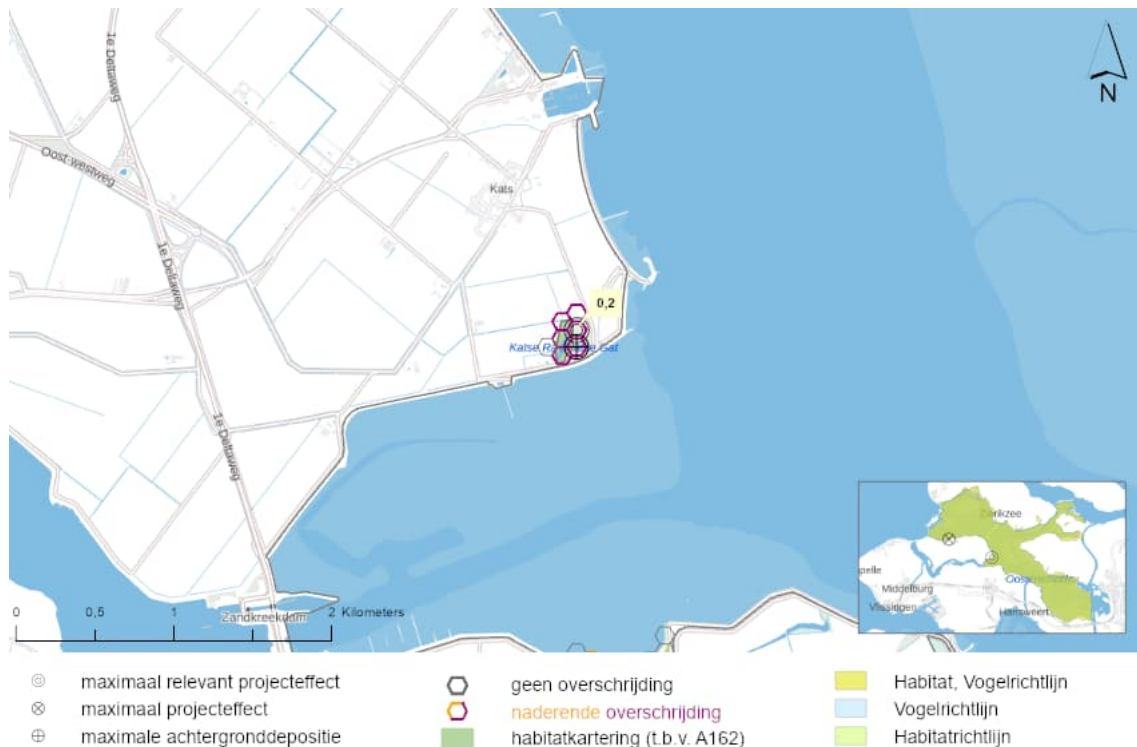 N
1e Deltaweg
Oost-westweg
Kats
1e Deltaweg
0,2
Katse
Gat
1e Deltaweg
Zierikzee
pelle
Middelburg
Vlissingen
0 0,5 1 2 Kilometers
Zandkreekdam
maximaal relevant projecteffect
maximaal projecteffect
maximale achtergronddepositie
geen overschrijding
naderende overschrijding
habitatkartering (t.b.v. A162)
Habitat, Vogelrichtlijn
Vogelrichtlijn
Habitatrichtlijn